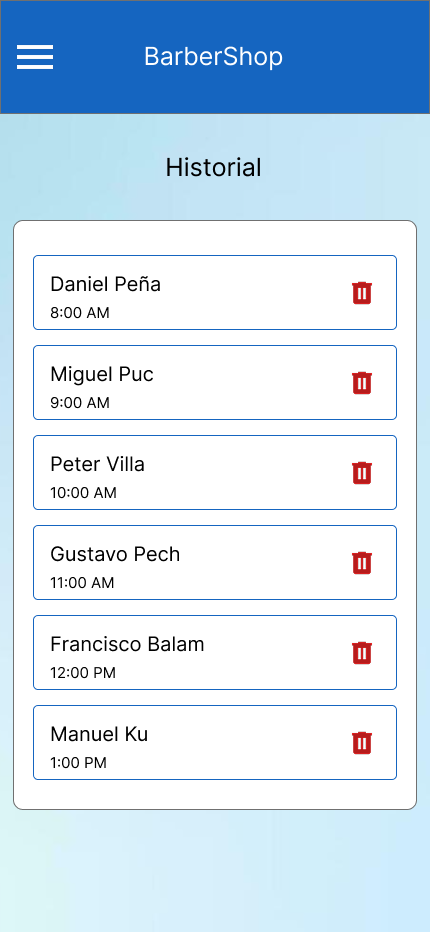 BarberShop
Historial
Daniel Peña
8:00 AM
Miguel Puc
9:00 AM
Peter Villa
10:00 AM
Gustavo Pech
11:00 AM
Francisco Balam
12:00 PM
Manuel Ku
1:00 PM